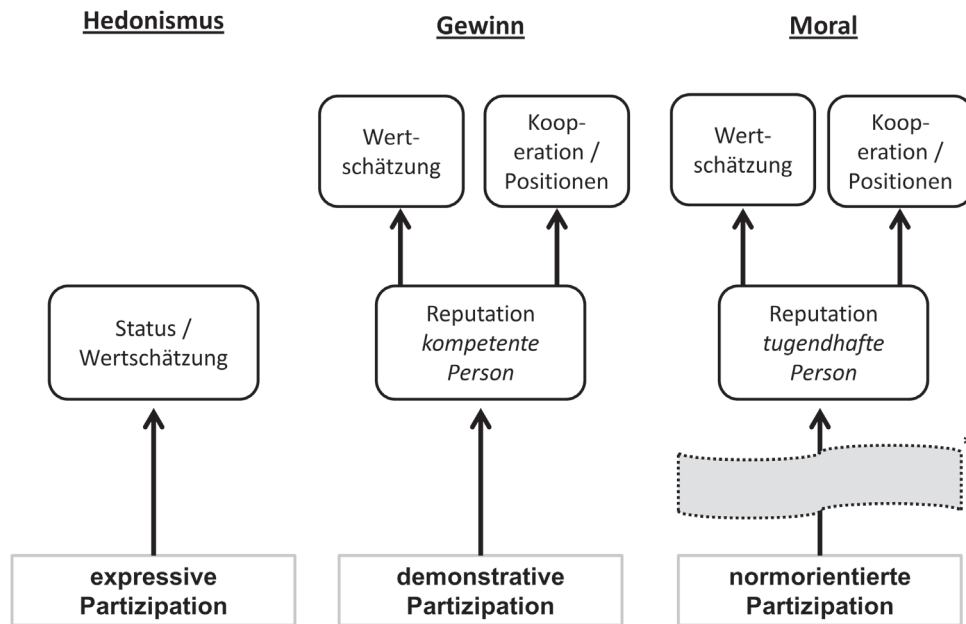 Hedonismus
Gewinn
Moral
Wert-
schätzung
Koop-
eration /
Positionen
Wert-
schätzung
Koop-
eration /
Positionen
Status /
Wertschätzung
Reputation
kompetente
Person
Reputation
tugendhafte
Person
*
expressive
Partizipation
demonstrative
Partizipation
normorientierte
Partizipation